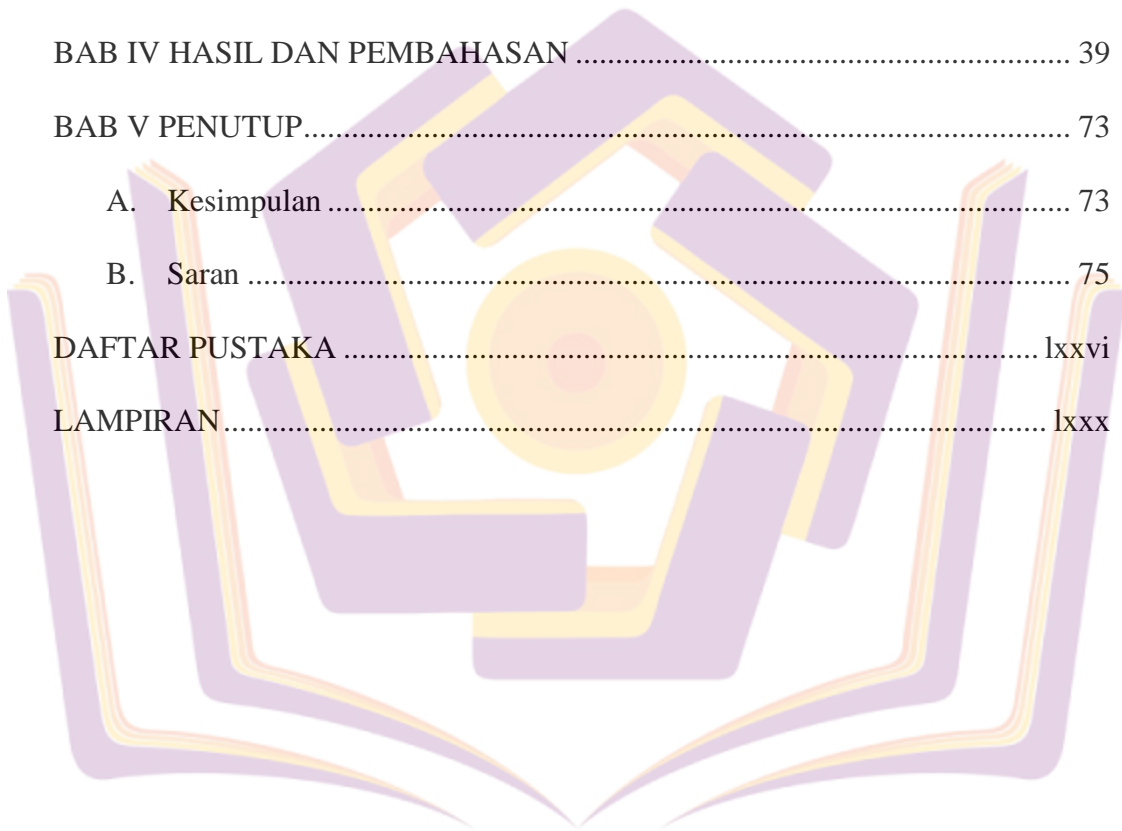 BAB IV HASIL DAN PEMBAHASAN ............................................................ 39
BAB V PENUTUP.................................................................................................. 73
A. Kesimpulan .............................................................................................. 73
B. Saran ........................................................................................................ 75
DAFTAR PUSTAKA ......................................................................................... lxxvi
LAMPIRAN......................................................................................................... lxxx